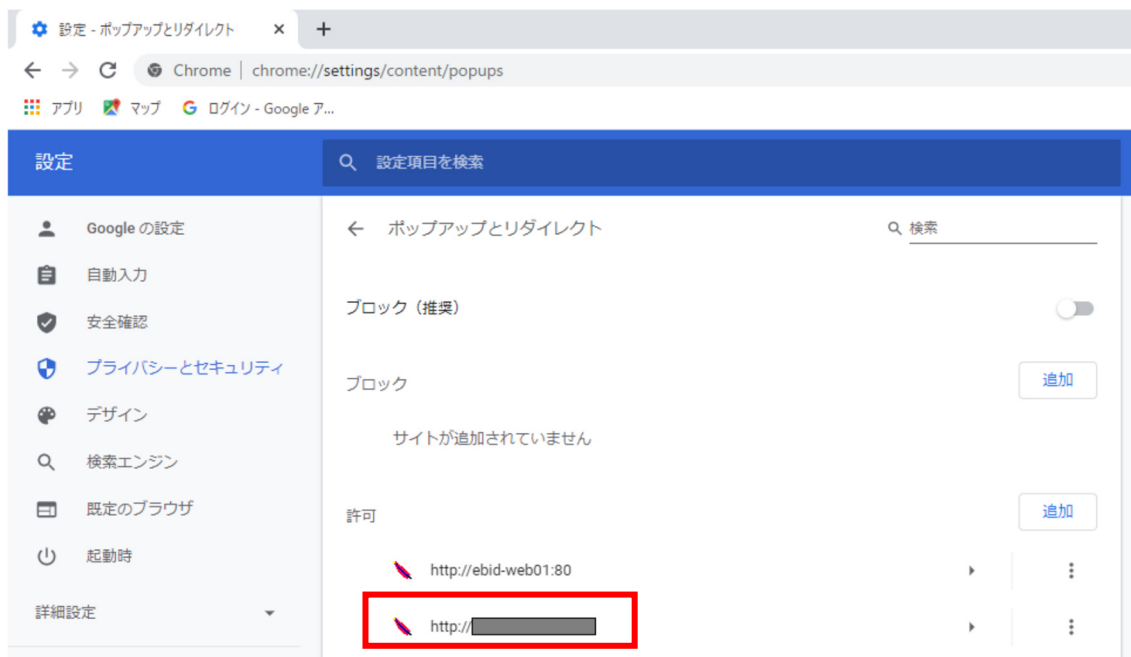 設定 - ポップアップとリダイレクト
Chrome | chrome://settings/content/popups
アプリ マップ G ログイン - Google ア...
設定
設定項目を検索
Google の設定
自動入力
安全確認
プライバシーとセキュリティ
デザイン
検索エンジン
既定のブラウザ
起動時
詳細設定
ポップアップとリダイレクト
検索
ブロック（推奨）
ブロック
追加
サイトが追加されていません
許可
追加
http://ebid-web01:80
http://